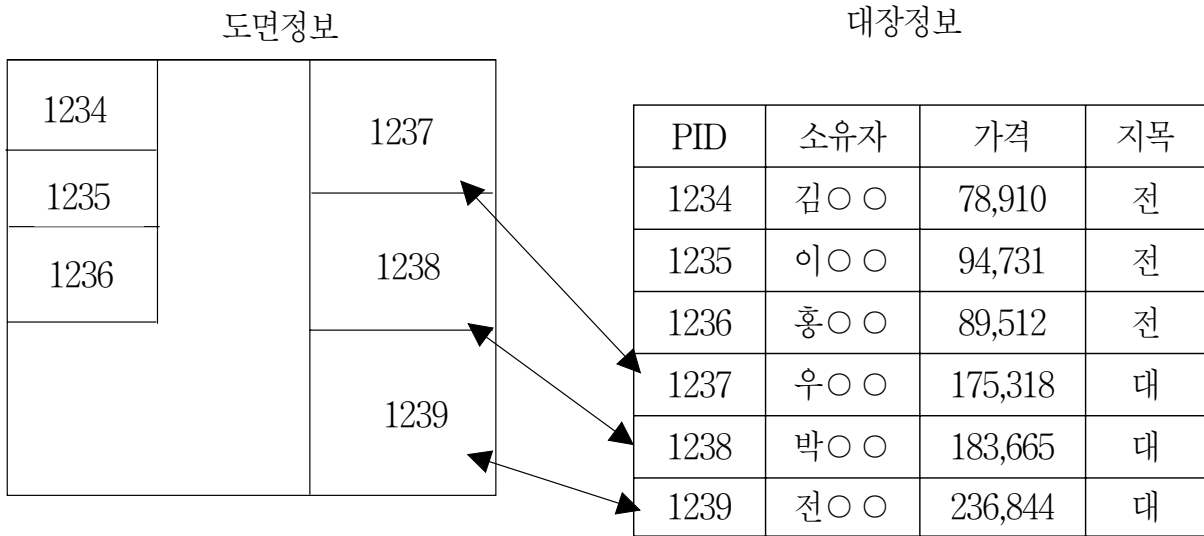 도면정보
1234
1235
1236
1237
1238
1239
대장정보
PID 소유자 가격 지목
1234 김○○ 78,910 전
1235 이○○ 94,731 전
1236 홍○○ 89,512 전
1237 우○○ 175,318 대
1238 박○○ 183,665 대
1239 전○○ 236,844 대